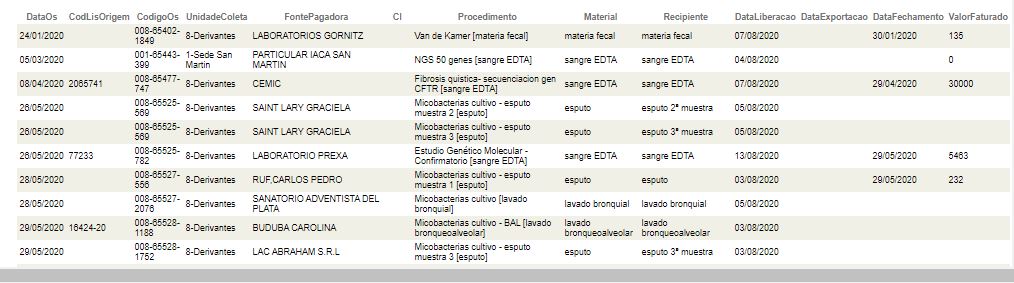 DataOs CodLisOrigem CodigoOs UnidadeColeta FontePagadora CI Procedimento Material Recipiente DataLiberacao DataExportacao DataFechamento ValorFaturado
24/01/2020 008-65402-1849 8-Derivantes LABORATORIOS GORNITZ Van de Kamer [materia fecal] materia fecal materia fecal 07/08/2020 30/01/2020 135
05/03/2020 001-65443-399 1-Sede San Martin PARTICULAR IACA SAN MARTIN NGS 50 genes [sangre EDTA] sangre EDTA sangre EDTA 04/08/2020 0
08/04/2020 2065741 008-65477-747 8-Derivantes CEMIC Fibrosis quistica- secuenciacion gen CFTR [sangre EDTA] sangre EDTA sangre EDTA 07/08/2020 29/04/2020 30000
26/05/2020 008-65525-569 8-Derivantes SAINT LARY GRACIELA Micobacterias cultivo - esputo muestra 2 [esputo] esputo esputo 2ª muestra 05/08/2020
26/05/2020 008-65525-569 8-Derivantes SAINT LARY GRACIELA Micobacterias cultivo - esputo muestra 3 [esputo] esputo esputo 3ª muestra 05/08/2020
26/05/2020 77233 008-65525-782 8-Derivantes LABORATORIO PREXA Estudio Genético Molecular - Confirmatorio [sangre EDTA] sangre EDTA sangre EDTA 13/08/2020 29/05/2020 5463
28/05/2020 008-65527-556 8-Derivantes RUF,CARLOS PEDRO Micobacterias cultivo - esputo muestra 1 [esputo] esputo esputo 03/08/2020 29/05/2020 232
28/05/2020 008-65527-2076 8-Derivantes SANATORIO ADVENTISTA DEL PLATA Micobacterias cultivo [lavado bronquial] lavado bronquial lavado bronquial 05/08/2020
29/05/2020 16424-20 008-65528-1188 8-Derivantes BUDUBA CAROLINA Micobacterias cultivo - BAL [lavado bronqueoalveolar] lavado bronqueoalveolar lavado bronqueoalveolar 03/08/2020
29/05/2020 008-65528-1752 8-Derivantes LAC ABRAHAM S.R.L Micobacterias cultivo - esputo muestra 3 [esputo] esputo esputo 3ª muestra 03/08/2020